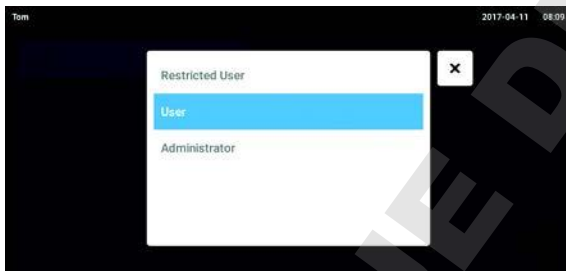 Tom 2017-04-11 08:09
Restricted User
User
Administrator